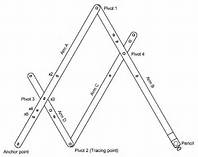 Pivot 1
Arm A
Pivot 4
Arm B
Arm C
Pivot 3
Arm D
Anchor point
Pivot 2 (Tracing point)
Pencil